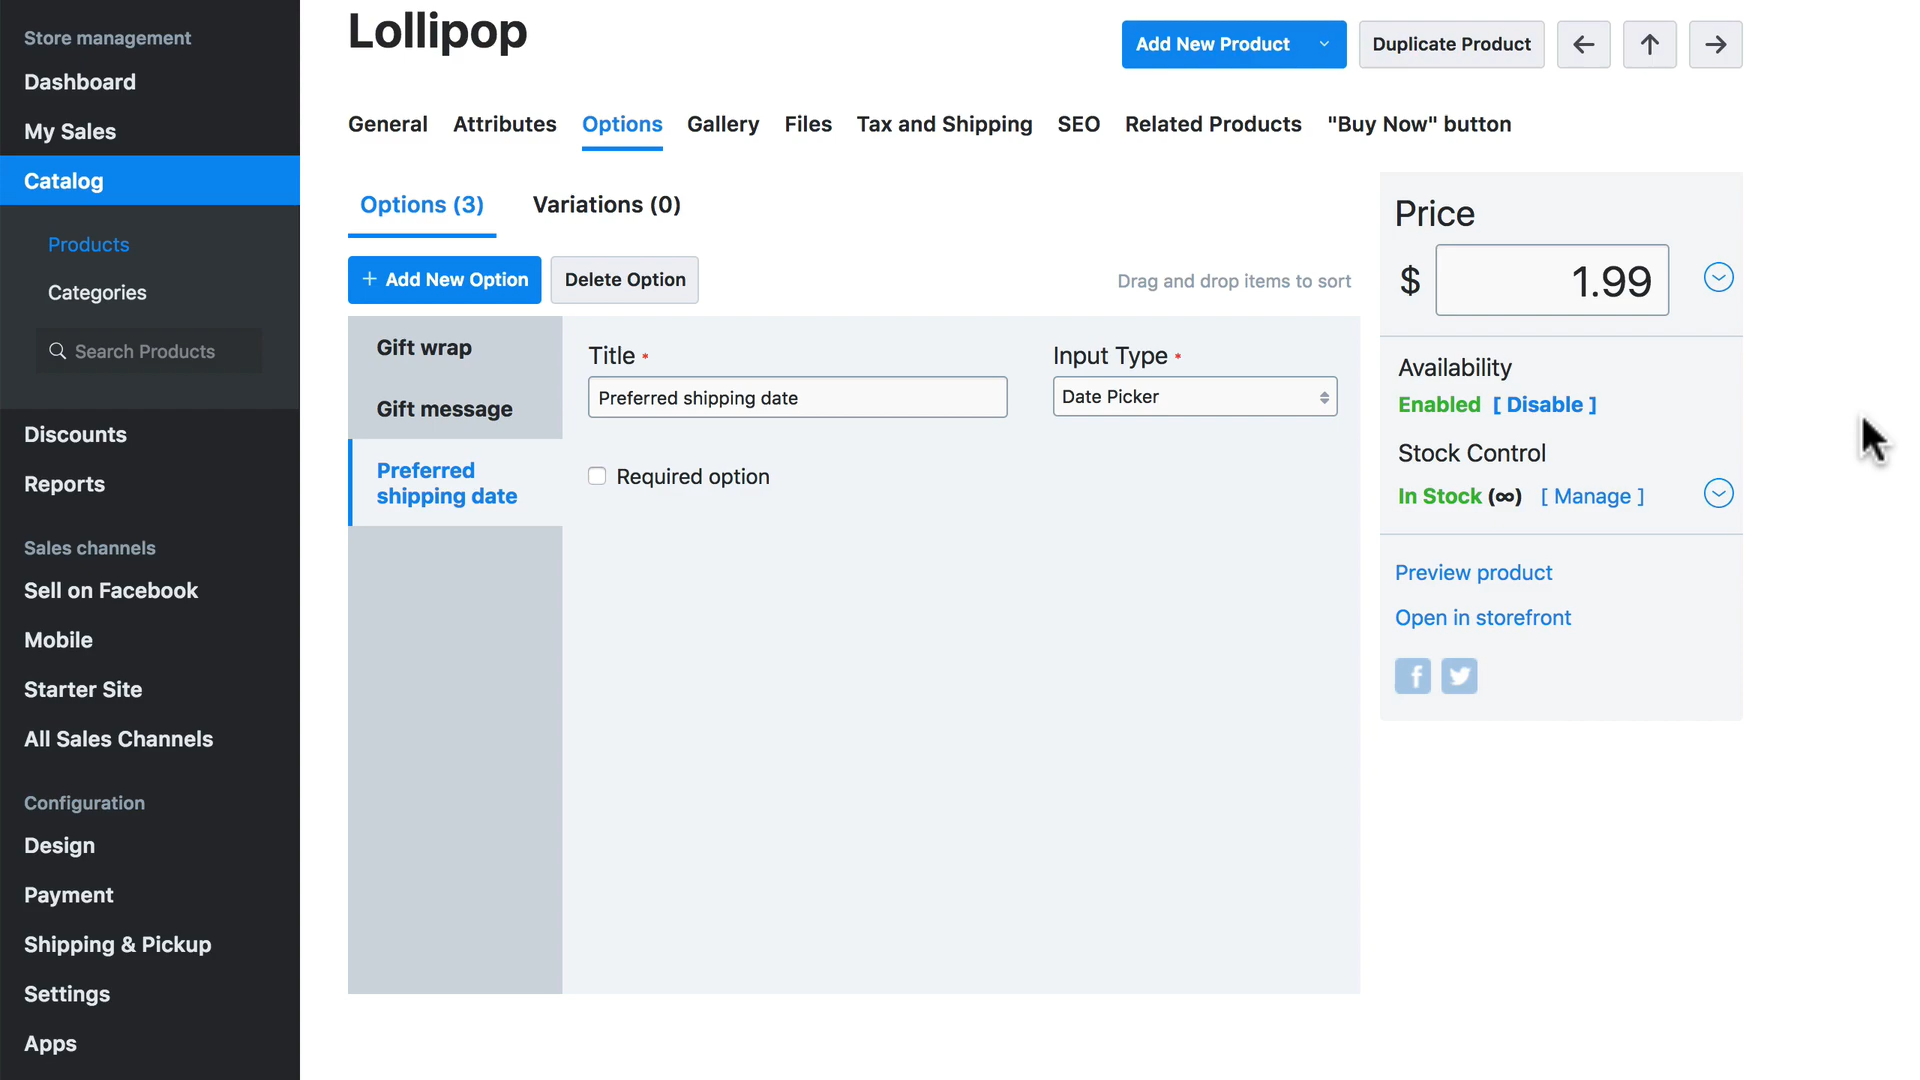 Store management
Dashboard
My Sales
Catalog
Products
Categories
Search Products
Discounts
Reports
Sales channels
Sell on Facebook
Mobile
Starter Site
All Sales Channels
Configuration
Design
Payment
Shipping & Pickup
Settings
Apps
Lollipop
Add New Product
Duplicate Product
General Attributes Options Gallery Files Tax and Shipping SEO Related Products "Buy Now" button
Options (3) Variations (0)
+ Add New Option Delete Option Drag and drop items to sort
Gift wrap
Gift message
Preferred
shipping date
Title * Input Type *
Preferred shipping date Date Picker
Required option
Price
$ 1.99
Availability
Enabled [ Disable ]
Stock Control
In Stock (∞) [ Manage ]
Preview product
Open in storefront